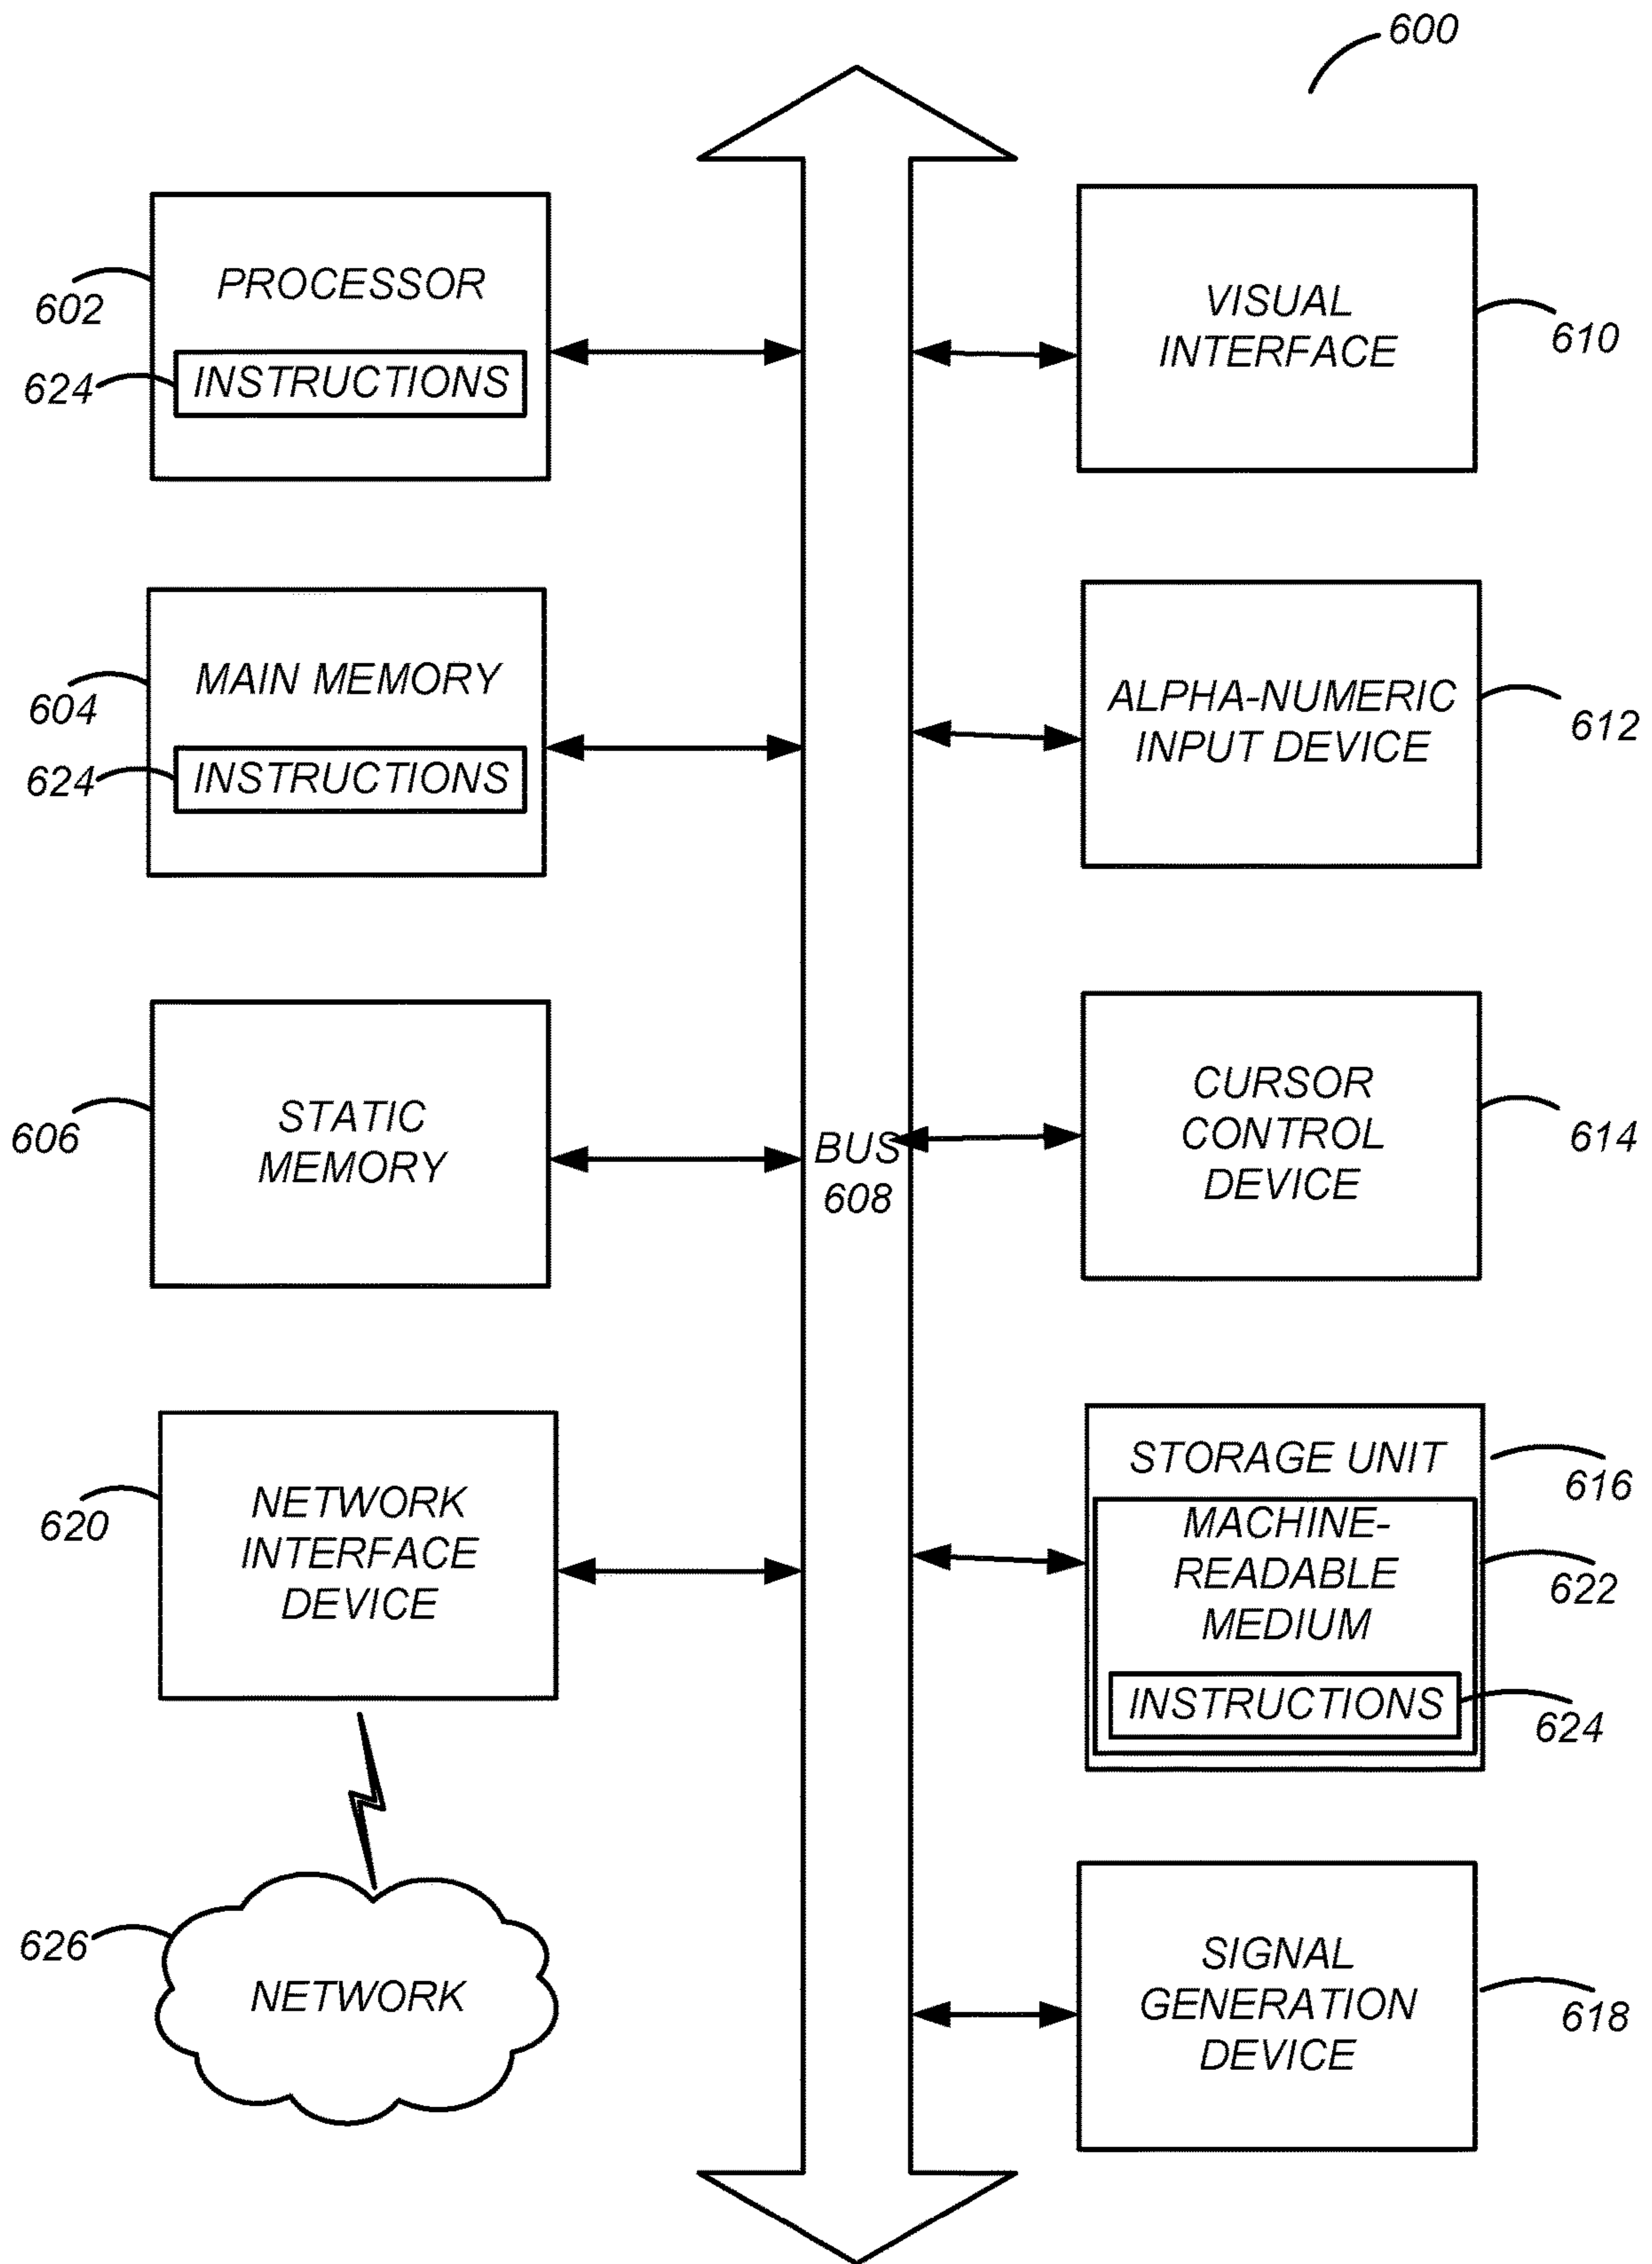 600
PROCESSOR
602
624
INSTRUCTIONS
VISUAL
INTERFACE
610
MAIN MEMORY
604
624
INSTRUCTIONS
ALPHA-NUMERIC
INPUT DEVICE
612
STATIC
MEMORY
606
BUS
608
CURSOR
CONTROL
DEVICE
614
NETWORK
INTERFACE
DEVICE
620
STORAGE UNIT
616
MACHINE-
READABLE
MEDIUM
622
INSTRUCTIONS
624
626
NETWORK
SIGNAL
GENERATION
DEVICE
618